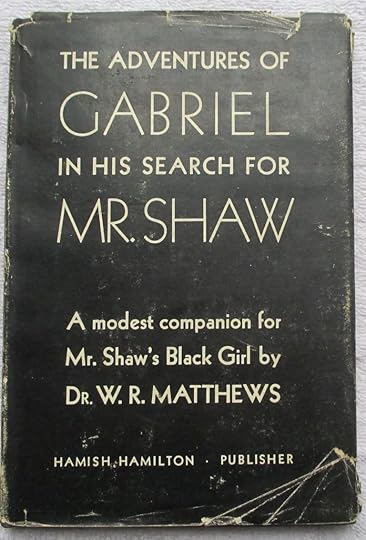 THE ADVENTURES OF
GABRIEL
IN HIS SEARCH FOR
MR. SHAW
A modest companion for
Mr. Shaw's Black Girl by
DR. W. R. MATTHEWS
HAMISH HAMILTON · PUBLISHER